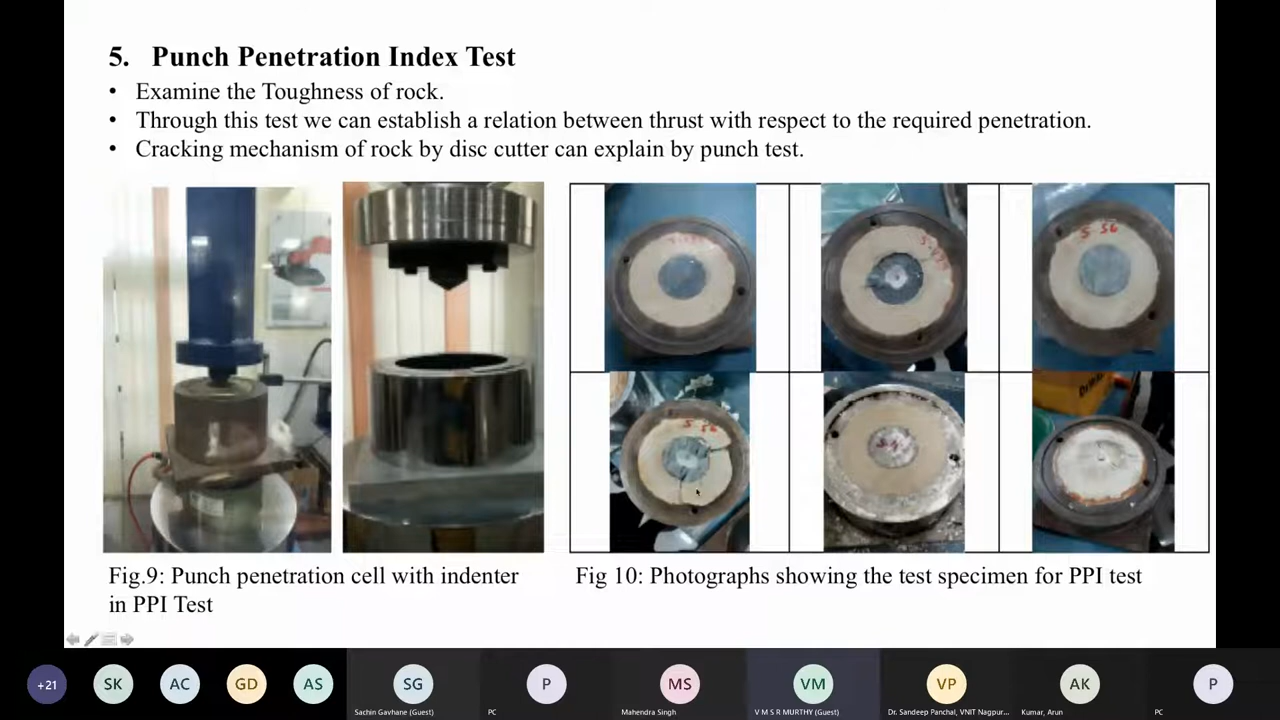 5. Punch Penetration Index Test
• Examine the Toughness of rock.
• Through this test we can establish a relation between thrust with respect to the required penetration.
• Cracking mechanism of rock by disc cutter can explain by punch test.
S 56
S 56
Fig.9: Punch penetration cell with indenter
in PPI Test
Fig 10: Photographs showing the test specimen for PPI test
+21
SK
AC
GD
AS
SG
P
MS
VM
VP
AK
P
Sachin Gavhane (Guest)
PC
Mahendra Singh
V M S R MURTHY (Guest)
Dr. Sandeep Panchal, VNIT Nagpur...
Kumar, Arun
PC